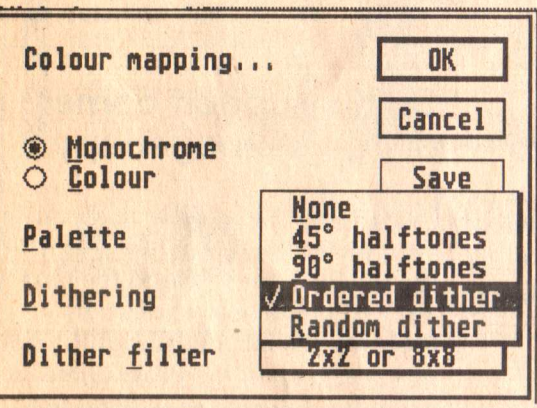 Colour mapping...
OK
Cancel
Monochrome
Colour
Save
Palette
None
45° halftones
90° halftones
Dithering
✓ Ordered dither
Random dither
Dither filter
2x2 or 8x8